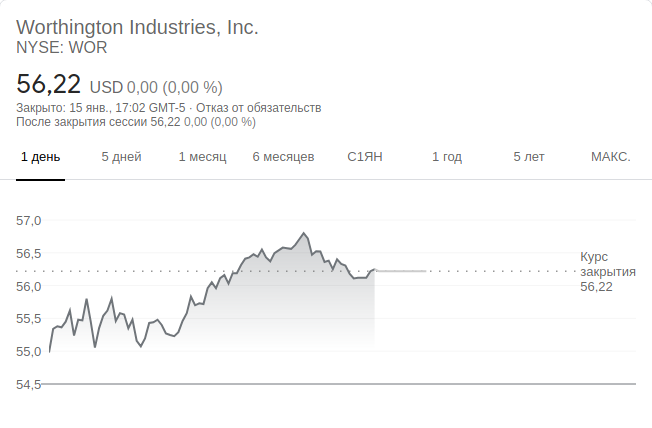 Worthington Industries, Inc.
NYSE: WOR
56,22 USD 0,00 (0,00 %)
Закрыто: 15 янв., 17:02 GMT-5 · Отказ от обязательств
После закрытия сессии 56,22 0,00 (0,00 %)
1 день 5 дней 1 месяц 6 месяцев С1ЯН 1 год 5 лет МАКС.
57,0
56,5
56,0
55,5
55,0
54,5
Курс
закрытия
56,22